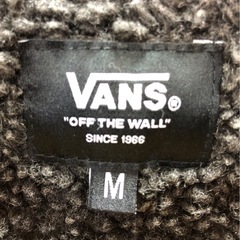 VANS®
"OFF THE WALL"
SINCE 1966
M